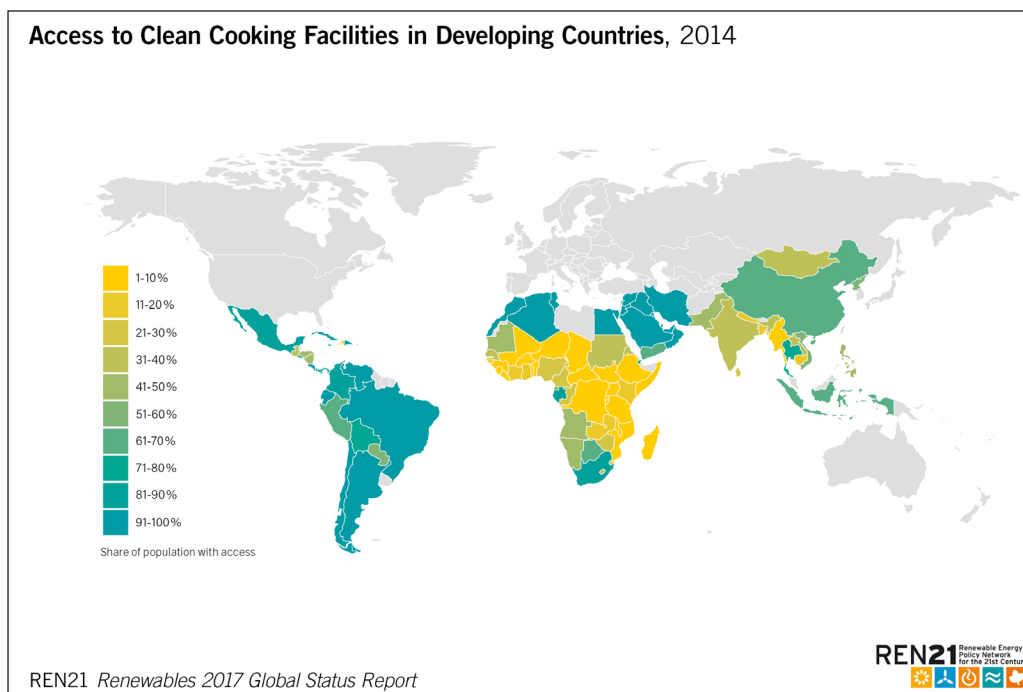 Access to Clean Cooking Facilities in Developing Countries, 2014
1-10%
11-20%
21-30%
31-40%
41-50%
51-60%
61-70%
71-80%
81-90%
91-100%
Share of population with access
REN21 Renewables 2017 Global Status Report
REN21
Renewable Energy
Policy Network
for the 21st Century